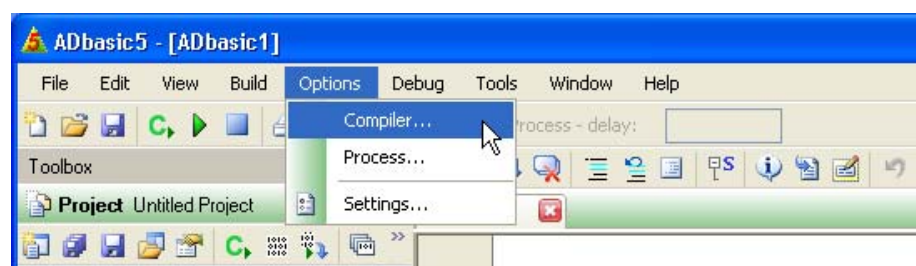 ADbasic5 - [ADbasic1]
File Edit View Build Options Debug Tools Window Help
Compiler...
rocess - delay:
Toolbox
Process...
Project Untitled Project
Settings...